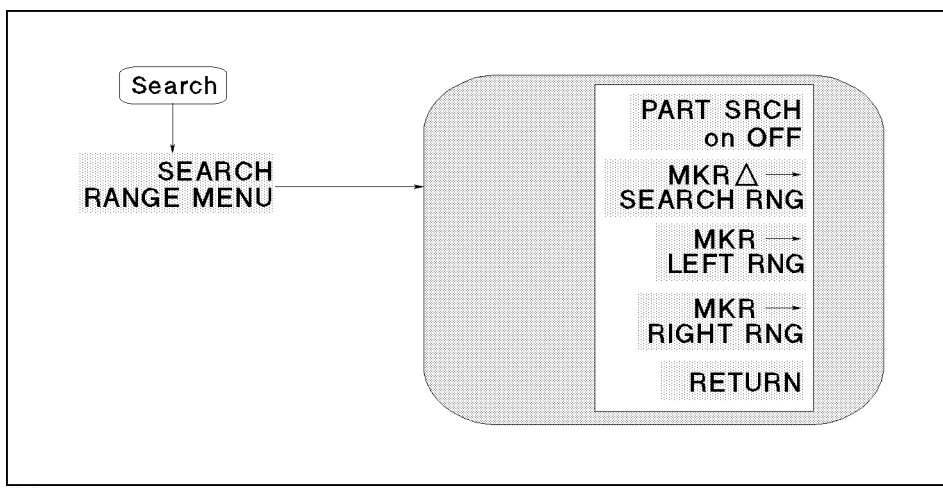 Search
SEARCH
RANGE MENU
PART SRCH
on OFF
MKR△ →
SEARCH RNG
MKR →
LEFT RNG
MKR →
RIGHT RNG
RETURN